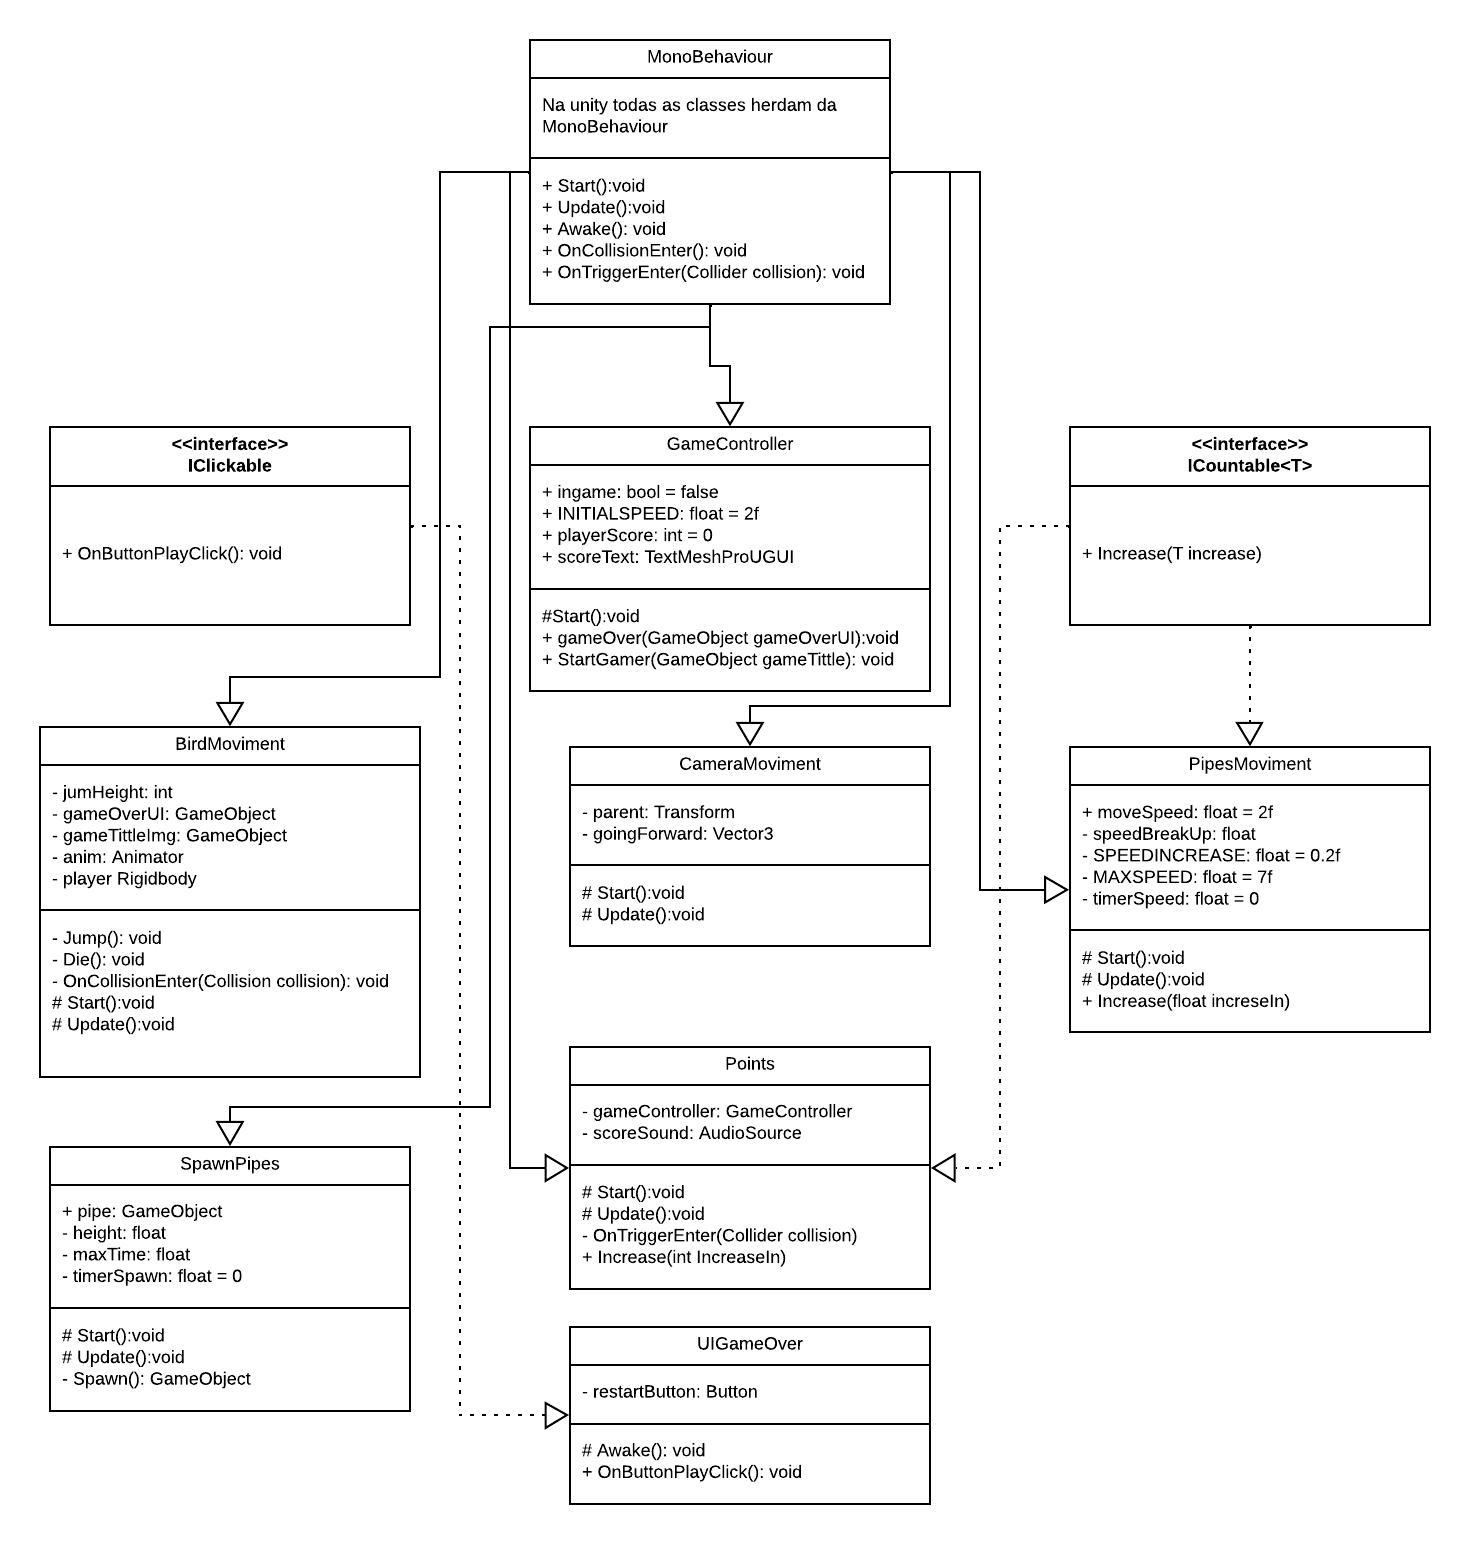 MonoBehaviour
Na unity todas as classes herdam da
MonoBehaviour
+ Start():void
+ Update():void
+ Awake(): void
+ OnCollisionEnter(): void
+ OnTriggerEnter(Collider collision): void
<<interface>>
IClickable
+ OnButtonPlayClick(): void
GameController
+ ingame: bool = false
+ INITIALSPEED: float = 2f
+ playerScore: int = 0
+ scoreText: TextMeshProUGUI
#Start():void
+ gameOver(GameObject gameOverUI):void
+ StartGamer(GameObject gameTittle): void
<<interface>>
ICountable<T>
+ Increase(T increase)
BirdMoviment
- jumHeight: int
- gameOverUI: GameObject
- gameTittleImg: GameObject
- anim: Animator
- player Rigidbody
- Jump(): void
- Die(): void
- OnCollisionEnter(Collision collision): void
# Start():void
# Update():void
CameraMoviment
- parent: Transform
- goingForward: Vector3
# Start():void
# Update():void
PipesMoviment
+ moveSpeed: float = 2f
- speedBreakUp: float
- SPEEDINCREASE: float = 0.2f
- MAXSPEED: float = 7f
- timerSpeed: float = 0
# Start():void
# Update():void
+ Increase(float increseIn)
Points
- gameController: GameController
- scoreSound: AudioSource
# Start():void
# Update():void
- OnTriggerEnter(Collider collision)
+ Increase(int IncreaseIn)
SpawnPipes
+ pipe: GameObject
- height: float
- maxTime: float
- timerSpawn: float = 0
# Start():void
# Update():void
- Spawn(): GameObject
UIGameOver
- restartButton: Button
# Awake(): void
+ OnButtonPlayClick(): void